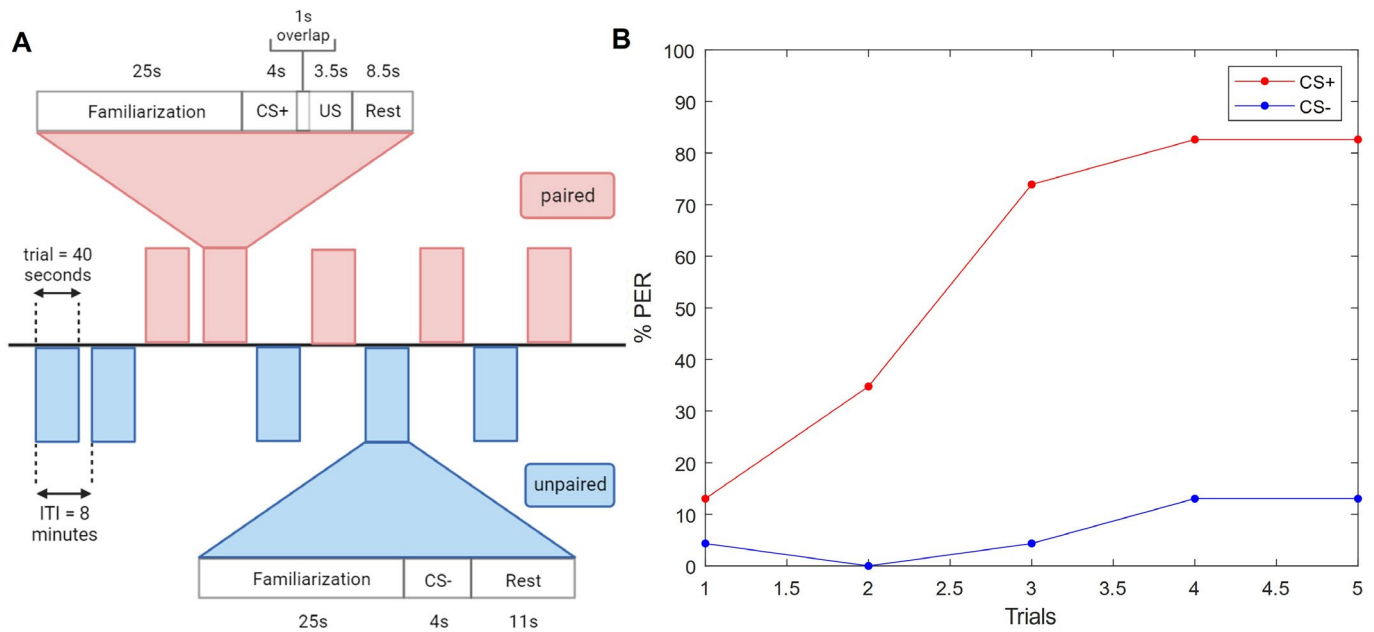 A
1s
overlap
25s 4s 3.5s 8.5s
Familiarization CS+ US Rest
paired
trial = 40
seconds
ITI = 8
minutes
unpaired
Familiarization CS- Rest
25s 4s 11s
B
100
90
80
70
60
50
40
30
20
10
0
% PER
CS+
CS-
1 1.5 2 2.5 3 3.5 4 4.5 5
Trials